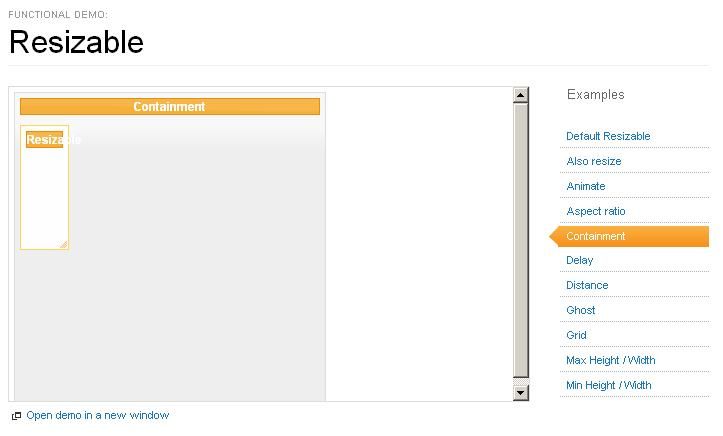 FUNCTIONAL DEMO:
Resizable
Containment
Resizable
Examples
Default Resizable
Also resize
Animate
Aspect ratio
Containment
Delay
Distance
Ghost
Grid
Max Height / Width
Min Height / Width
Open demo in a new window